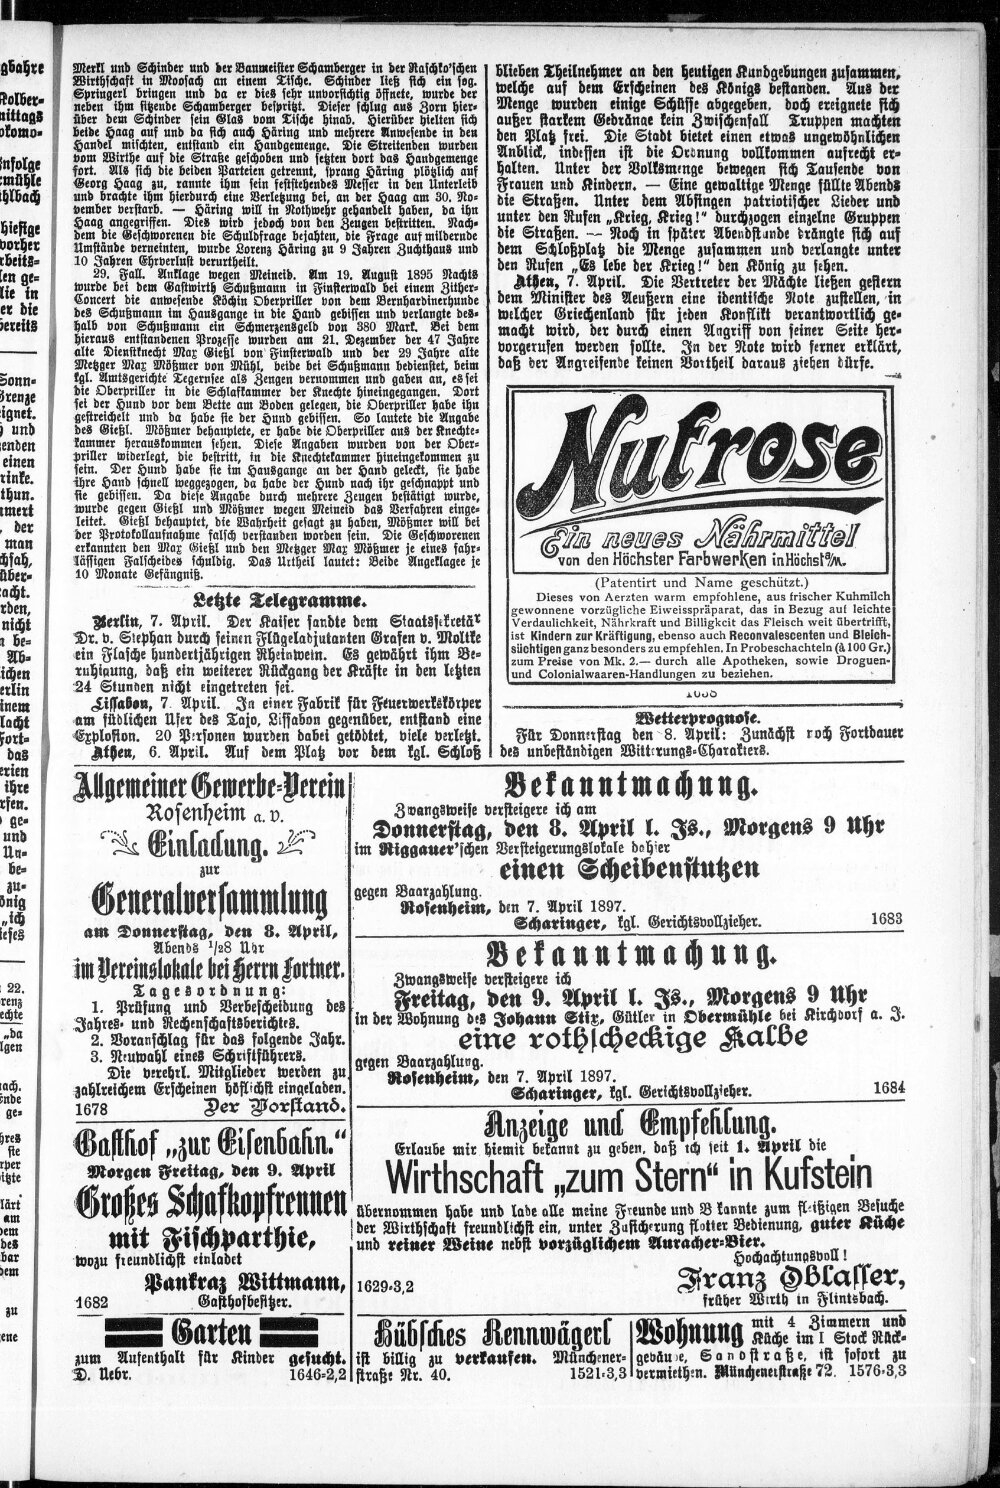 Merkl und Schinder und der Baumeister Schamberger in der Raschko'schen
Wirthschaft in Moosach an einem Tische. Schinder ließ sich ein sog.
Springerl bringen und da er dies sehr unvorsichtig öffnete, wurde der
neben ihm sitzende Schamberger bespritzt. Dieser schlug aus Zorn hier-
über dem Schinder sein Glas vom Tische hinab. Hierüber hielten sich
beide Haag auf und da sich auch Häring und mehrere Anwesende in den
Handel mischten, entstand ein Handgemenge. Die Streitenden wurden
vom Wirthe auf die Straße geschoben und setzten dort das Handgemenge
fort. Als sich die beiden Parteien getrennt, sprang Häring plötzlich auf
Georg Haag zu, rannte ihm sein feststehendes Messer in den Unterleib
und brachte ihm hierdurch eine Verletzung bei, an der Haag am 30. No-
vember verstarb. — Häring will in Nothwehr gehandelt haben, da ihn
Haag angegriffen. Dies wird jedoch von den Zeugen bestritten. Nach-
dem die Geschworenen die Schuldfrage bejahten, die Frage auf mildernde
Umstände verneinten, wurde Lorenz Häring zu 9 Jahren Zuchthaus und
10 Jahren Ehrverlust verurtheilt.
29. Fall. Anklage wegen Meineid. Am 19. August 1895 Nachts
wurde bei dem Gastwirth Schußmann in Finsterwald bei einem Zither-
Concert die anwesende Köchin Oberpriller von dem Bernhardinerhunde
des Schußmann im Hausgange in die Hand gebissen und verlangte des-
halb von Schußmann ein Schmerzensgeld von 380 Mark. Bei dem
hieraus entstandenen Prozesse wurden am 21. Dezember der 47 Jahre
alte Dienstknecht Max Gießl von Finsterwald und der 29 Jahre alte
Metzger Max Mößmer von Mühl, beide bei Schußmann bedienstet, beim
kgl. Amtsgerichte Tegernsee als Zeugen vernommen und gaben an, es sei
die Oberpriller in die Schlafkammer der Knechte hineingegangen. Dort
sei der Hund vor dem Bette am Boden gelegen, die Oberpriller habe ihn
gestreichelt und da habe sie der Hund gebissen. So lautete die Angabe
des Gießl. Mößmer behauptete, er habe die Oberpriller aus der Knechte-
kammer herauskommen sehen. Diese Angaben wurden von der Ober-
priller widerlegt, die bestritt, in die Knechtekammer hineingekommen zu
sein. Der Hund habe sie im Hausgange an der Hand geleckt, sie habe
ihre Hand schnell weggezogen, da habe der Hund nach ihr geschnappt und
sie gebissen. Da diese Angabe durch mehrere Zeugen bestätigt wurde,
wurde gegen Gießl und Mößmer wegen Meineid das Verfahren einge-
leitet. Gießl behauptet, die Wahrheit gesagt zu haben, Mößmer will bei
der Protokollaufnahme falsch verstanden worden sein. Die Geschworenen
erkannten den Max Gießl und den Metzger Max Mößmer je eines fahr-
lässigen Falscheides schuldig. Das Urtheil lautet: Beide Angeklagte je
10 Monate Gefängniß.
Letzte Telegramme.
Berlin, 7. April. Der Kaiser sandte dem Staatssekretär
Dr. v. Stephan durch seinen Flügeladjutanten Grafen v. Moltke
ein Flasche hundertjährigen Rheinwein. Es gewährt ihm Be-
ruhigung, daß ein weiterer Rückgang der Kräfte in den letzten
24 Stunden nicht eingetreten sei.
Lissabon, 7. April. In einer Fabrik für Feuerwerkskörper
am südlichen Ufer des Tajo, Lissabon gegenüber, entstand eine
Explosion. 20 Personen wurden dabei getödtet, viele verletzt.
Athen, 6. April. Auf dem Platz vor dem kgl. Schloß
blieben Theilnehmer an den heutigen Kundgebungen zusammen,
welche auf dem Erscheinen des Königs bestanden. Aus der
Menge wurden einige Schüsse abgegeben, doch ereignete sich
außer starkem Gedränge kein Zwischenfall Truppen machten
den Platz frei. Die Stadt bietet einen etwas ungewöhnlichen
Anblick, indessen ist die Ordnung vollkommen aufrecht er-
halten. Unter der Volksmenge bewegen sich Tausende von
Frauen und Kindern. — Eine gewaltige Menge füllte Abends
die Straßen. Unter dem Absingen patriotischer Lieder und
unter den Rufen „Krieg, Krieg!" durchzogen einzelne Gruppen
die Straßen. — Noch in später Abendstunde drängte sich auf
dem Schloßplatz die Menge zusammen und verlangte unter
den Rufen „Es lebe der Krieg!" den König zu sehen.
Athen, 7. April. Die Vertreter der Mächte ließen gestern
dem Minister des Aeußern eine identische Note zustellen, in
welcher Griechenland für jeden Konflikt verantwortlich ge-
macht wird, der durch einen Angriff von seiner Seite her-
vorgerufen werden sollte. In der Note wird ferner erklärt,
daß der Angreifende keinen Vortheil daraus ziehen dürfe.
Nutrose
Ein neues Nährmittel
von den Höchster Farbwerken in Höchst a/M.
(Patentirt und Name geschützt.)
Dieses von Aerzten warm empfohlene, aus frischer Kuhmilch
gewonnene vorzügliche Eiweisspräparat, das in Bezug auf leichte
Verdaulichkeit, Nährkraft und Billigkeit das Fleisch weit übertrifft,
ist Kindern zur Kräftigung, ebenso auch Reconvalescenten und Bleich-
süchtigen ganz besonders zu empfehlen. In Probeschachteln (à 100 Gr.)
zum Preise von Mk. 2.— durch alle Apotheken, sowie Droguen-
und Colonialwaaren-Handlungen zu beziehen.
Wetterprognose.
Für Donnerstag den 8. April: Zunächst noch Fortdauer
des unbeständigen Witterungs-Charakters.
Allgemeiner Gewerbe-Verein
Rosenheim a. V.
Einladung.
zur
Generalversammlung
am Donnerstag, den 8. April,
Abends ½8 Uhr
im Vereinslokale bei Herrn Fortner.
Tagesordnung:
1. Prüfung und Verbescheidung des
Jahres- und Rechenschaftsberichtes.
2. Voranschlag für das folgende Jahr.
3. Neuwahl eines Schriftführers.
Die verehrl. Mitglieder werden zu
zahlreichem Erscheinen höflichst eingeladen.
1678 Der Vorstand.
Gasthof „zur Eisenbahn."
Morgen Freitag, den 9. April
Großes Schafkopfrennen
mit Fischparthie,
wozu freundlichst einladet
Pankraz Wittmann,
1682 Gasthofbesitzer.
Garten
zum Aufenthalt für Kinder gesucht.
D. Uebr. 1646-2,2
Bekanntmachung.
Zwangsweise versteigere ich am
Donnerstag, den 8. April l. Js., Morgens 9 Uhr
im Riggauer'schen Versteigerungslokale dahier
einen Scheibenstutzen
gegen Baarzahlung.
Rosenheim, den 7. April 1897.
Scharinger, kgl. Gerichtsvollzieher. 1683
Bekanntmachung.
Zwangsweise versteigere ich
Freitag, den 9. April l. Js., Morgens 9 Uhr
in der Wohnung des Johann Stix, Gütler in Obermühle bei Kirchdorf a. J.
eine rothscheckige Kalbe
gegen Baarzahlung.
Rosenheim, den 7. April 1897.
Scharinger, kgl. Gerichtsvollzieher. 1684
Anzeige und Empfehlung.
Erlaube mir hiemit bekannt zu geben, daß ich seit 1. April die
Wirthschaft „zum Stern" in Kufstein
übernommen habe und lade alle meine Freunde und Bekannte zum fleißigen Besuche
der Wirthschaft freundlichst ein, unter Zusicherung flotter Bedienung, guter Küche
und reiner Weine nebst vorzüglichem Auracher-Bier.
Hochachtungsvoll!
1629-3,2 Franz Oblasser,
früher Wirth in Flintsbach.
Hübsches Rennwägerl
ist billig zu verkaufen. Münchener-
straße Nr. 40. 1521-3,3
Wohnung mit 4 Zimmern und
Küche im I Stock Rück-
gebäude, Sandstraße, ist sofort zu
vermiethen. Münchenerstraße 72. 1576-3,3